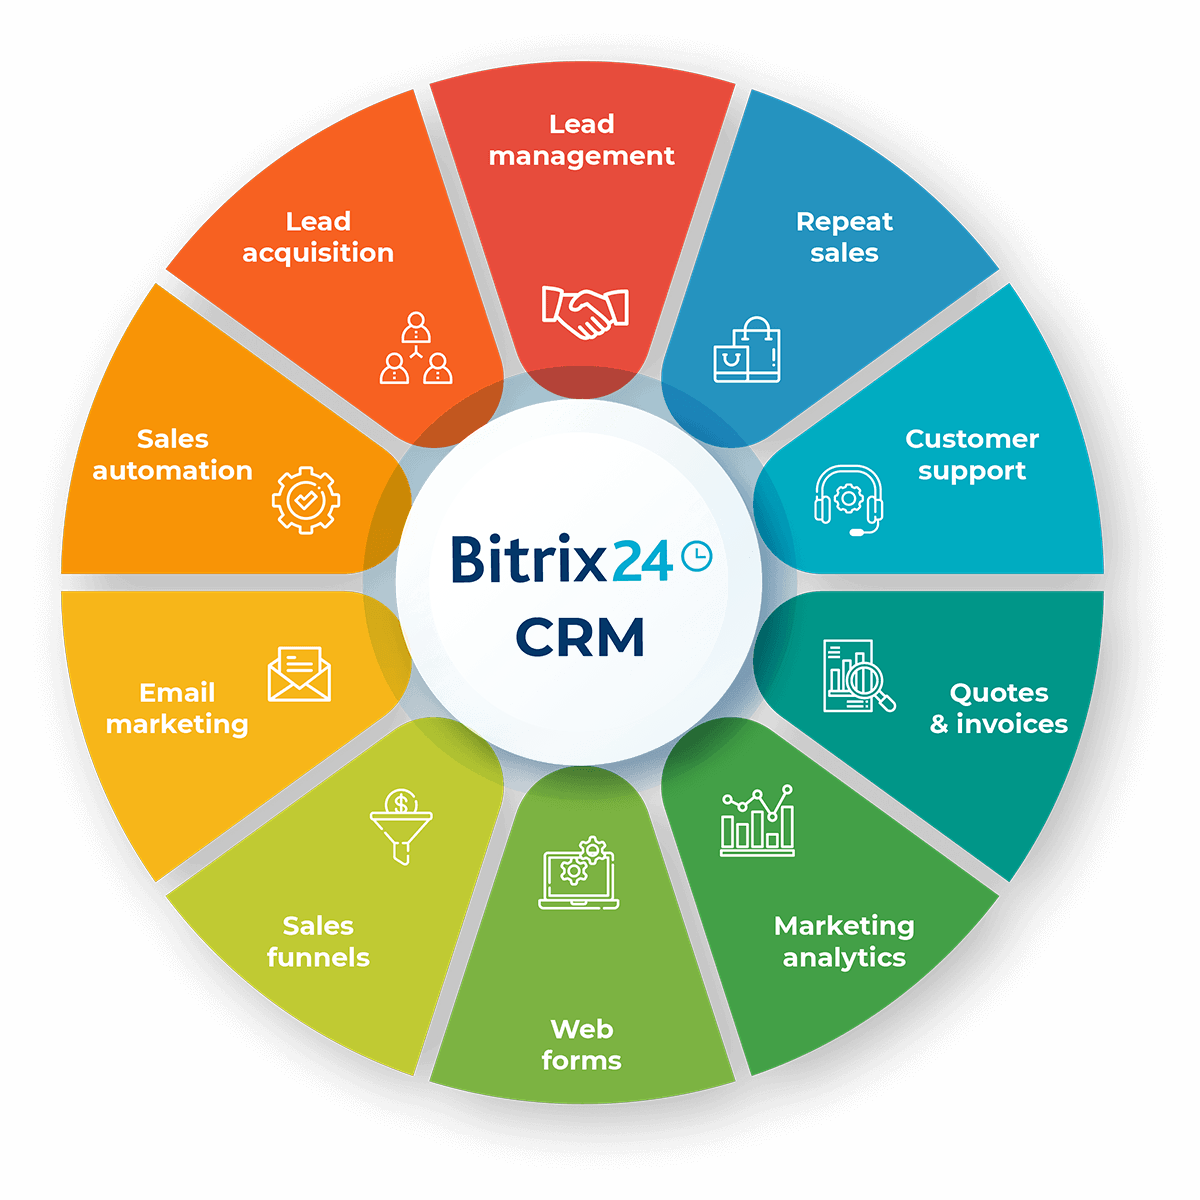 Lead
management
Repeat
sales
Customer
support
Quotes
& invoices
Marketing
analytics
Web
forms
Sales
funnels
Email
marketing
Sales
automation
Lead
acquisition
Bitrix24
CRM
$